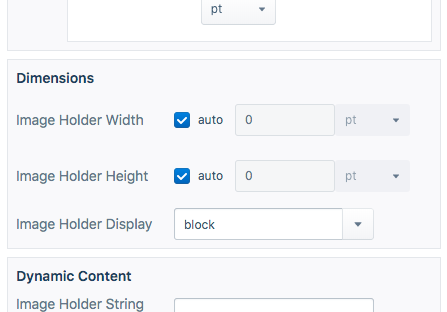 pt
Dimensions
Image Holder Width auto 0 pt
Image Holder Height auto 0 pt
Image Holder Display block
Dynamic Content
Image Holder String